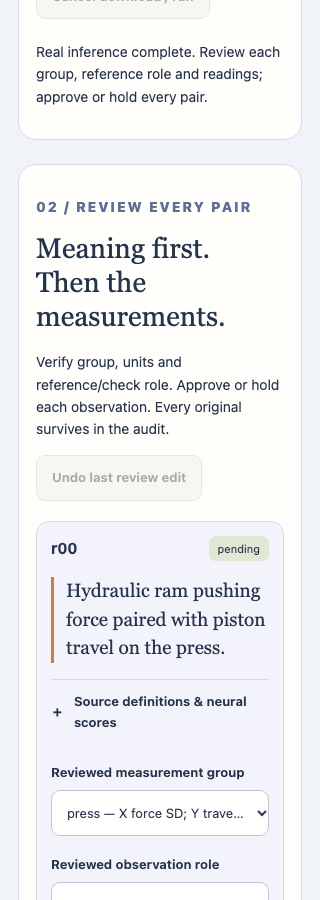 Real inference complete. Review each
group, reference role and readings;
approve or hold every pair.
02 / REVIEW EVERY PAIR
Meaning first.
Then the
measurements.
Verify group, units and
reference/check role. Approve or hold
each observation. Every original
survives in the audit.
Undo last review edit
r00
pending
Hydraulic ram pushing
force paired with piston
travel on the press.
+ Source definitions & neural
scores
Reviewed measurement group
press — X force SD; Y trave...
Reviewed observation role